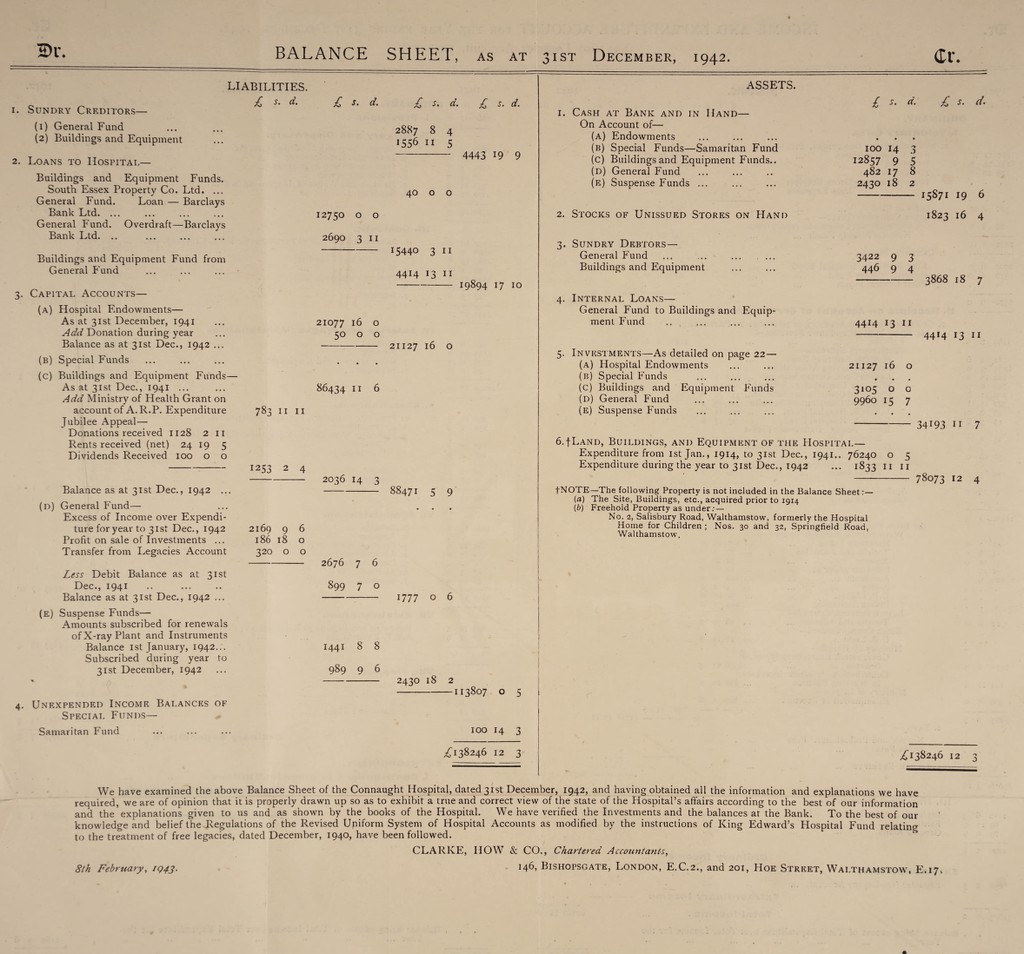 Dr. BALANCE SHEET, AS AT 31ST DECEMBER, 1942. Cr.
LIABILITIES.
£ s. d. £ s. d. £ s. d. £ s. d.
1. SUNDRY CREDITORS—
(1) General Fund ... ... 2887 8 4
(2) Buildings and Equipment ... 1556 11 5
4443 19 9
2. LOANS TO HOSPITAL—
Buildings and Equipment Funds.
South Essex Property Co. Ltd. ... 40 0 0
General Fund. Loan — Barclays
Bank Ltd. ... ... ... ... 12750 0 0
General Fund. Overdraft—Barclays
Bank Ltd. .. ... ... ... 2690 3 11
15440 3 11
Buildings and Equipment Fund from
General Fund ... ... ... 4414 13 11
19894 17 10
3. CAPITAL ACCOUNTS—
(A) Hospital Endowments—
As at 31st December, 1941 ... 21077 16 0
Add Donation during year ... 50 0 0
Balance as at 31st Dec., 1942 ... 21127 16 0
(B) Special Funds ... ... ... . . .
(C) Buildings and Equipment Funds—
As at 31st Dec., 1941 ... ... 86434 11 6
Add Ministry of Health Grant on
account of A.R.P. Expenditure 783 11 11
Jubilee Appeal—
Donations received 1128 2 11
Rents received (net) 24 19 5
Dividends Received 100 0 0
1253 2 4
2036 14 3
Balance as at 31st Dec., 1942 ... 88471 5 9
(D) General Fund— ... . . .
Excess of Income over Expendi-
ture for year to 31st Dec., 1942 2169 9 6
Profit on sale of Investments ... 186 18 0
Transfer from Legacies Account 320 0 0
2676 7 6
Less Debit Balance as at 31st
Dec., 1941 .. ... .. 899 7 0
Balance as at 31st Dec., 1942 ... 1777 0 6
(E) Suspense Funds—
Amounts subscribed for renewals
of X-ray Plant and Instruments
Balance 1st January, 1942... 1441 8 8
Subscribed during year to
31st December, 1942 ... 989 9 6
2430 18 2
113807 0 5
4. UNEXPENDED INCOME BALANCES OF
SPECIAL FUNDS—
Samaritan Fund ... ... ... 100 14 3
£138246 12 3
ASSETS.
£ s. d. £ s. d.
1. CASH AT BANK AND IN HAND—
On Account of—
(A) Endowments ... ... ... . . .
(B) Special Funds—Samaritan Fund 100 14 3
(C) Buildings and Equipment Funds.. 12857 9 5
(D) General Fund ... ... .. 482 17 8
(E) Suspense Funds ... ... ... 2430 18 2
15871 19 6
2. STOCKS OF UNISSUED STORES ON HAND 1823 16 4
3. SUNDRY DEBTORS—
General Fund ... ... ... ... 3422 9 3
Buildings and Equipment ... ... 446 9 4
3868 18 7
4. INTERNAL LOANS—
General Fund to Buildings and Equip-
ment Fund .. ... ... ... 4414 13 11
4414 13 11
5. INVESTMENTS—As detailed on page 22—
(A) Hospital Endowments ... ... 21127 16 0
(B) Special Funds ... ... ... . . .
(C) Buildings and Equipment Funds 3105 0 0
(D) General Fund ... ... ... 9960 15 7
(E) Suspense Funds ... ... ... . . .
34193 11 7
6.†LAND, BUILDINGS, AND EQUIPMENT OF THE HOSPITAL—
Expenditure from 1st Jan., 1914, to 31st Dec., 1941.. 76240 0 5
Expenditure during the year to 31st Dec., 1942 ... 1833 11 11
78073 12 4
†NOTE—The following Property is not included in the Balance Sheet:—
(a) The Site, Buildings, etc., acquired prior to 1914
(b) Freehold Property as under:—
No. 2, Salisbury Road, Walthamstow, formerly the Hospital
Home for Children; Nos. 30 and 32, Springfield Road,
Walthamstow.
£138246 12 3
We have examined the above Balance Sheet of the Connaught Hospital, dated 31st December, 1942, and having obtained all the information and explanations we have
required, we are of opinion that it is properly drawn up so as to exhibit a true and correct view of the state of the Hospital's affairs according to the best of our information
and the explanations given to us and as shown by the books of the Hospital. We have verified the Investments and the balances at the Bank. To the best of our
knowledge and belief the Regulations of the Revised Uniform System of Hospital Accounts as modified by the instructions of King Edward's Hospital Fund relating
to the treatment of free legacies, dated December, 1940, have been followed.
CLARKE, HOW & CO., Chartered Accountants,
8th February, 1943. 146, BISHOPSGATE, LONDON, E.C.2., and 201, HOE STREET, WALTHAMSTOW, E.17.